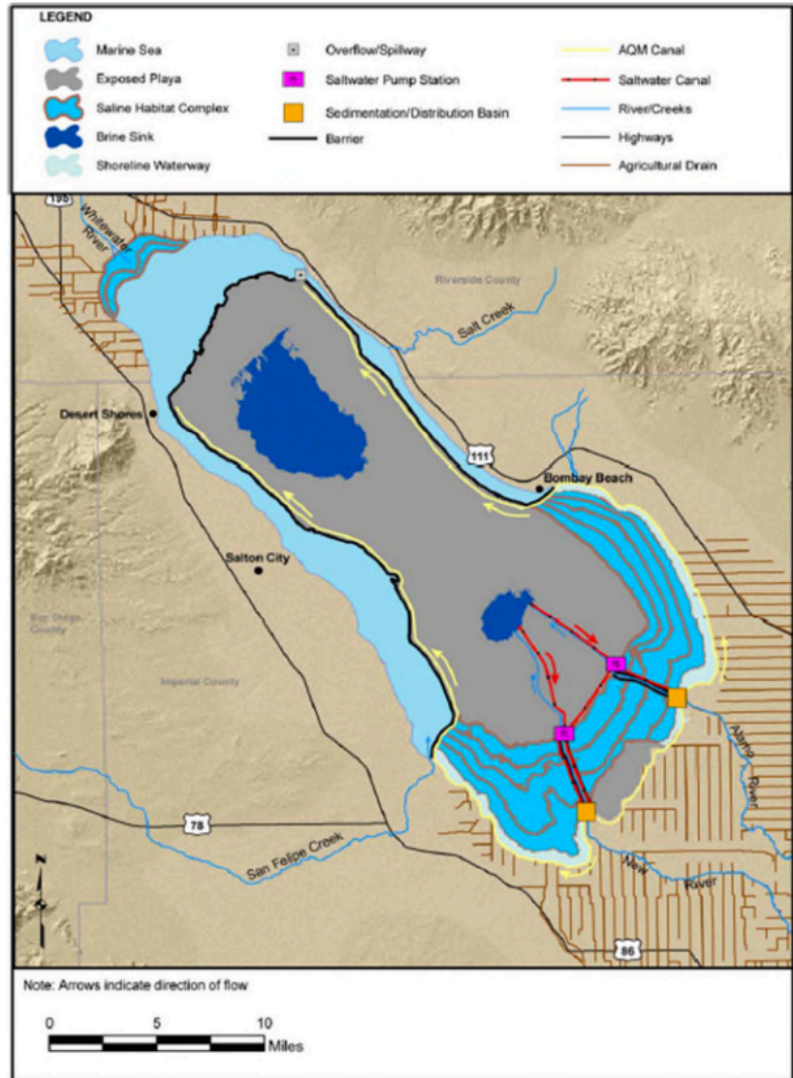 LEGEND
Marine Sea
Exposed Playa
Saline Habitat Complex
Brine Sink
Shoreline Waterway
Overflow/Spillway
Saltwater Pump Station
Sedimentation/Distribution Basin
Barrier
AQM Canal
Saltwater Canal
River/Creeks
Highways
Agricultural Drain
195
Whitewater
River
Riverside County
Salt Creek
Desert Shores
111
Bombay Beach
Salton City
San Diego
County
Imperial County
Alamo
River
78
San Felipe Creek
New
River
N
86
Note: Arrows indicate direction of flow
0 5 10
Miles